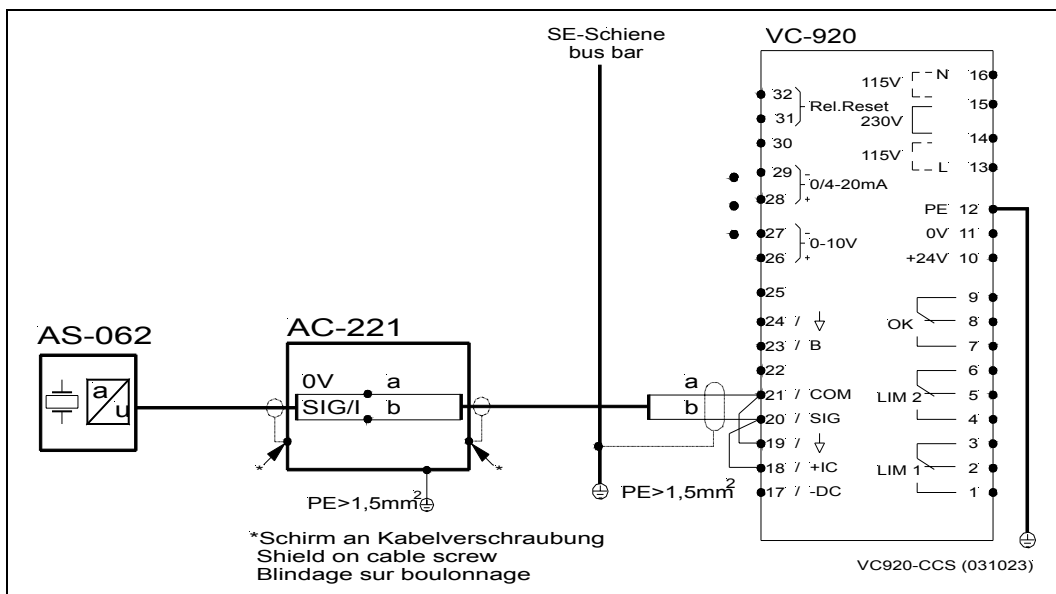 SE-Schiene
bus bar
VC-920
32
31
Rel.Reset
30
29 -
28 +
0/4-20mA
27 -
26 +
0-10V
25
24 /
23 / B
22
21 / COM
20 / SIG
19 /
18 / +IC
17 / -DC
115V N 16
15
230V
14
115V L 13
PE 12
0V 11
+24V 10
9
OK 8
7
6
LIM 2 5
4
3
LIM 1 2
1
AS-062
a
u
AC-221
0V a
SIG/I b
a
b
* *
PE>1,5mm²
PE>1,5mm²
*Schirm an Kabelverschraubung
Shield on cable screw
Blindage sur boulonnage
VC920-CCS (031023)